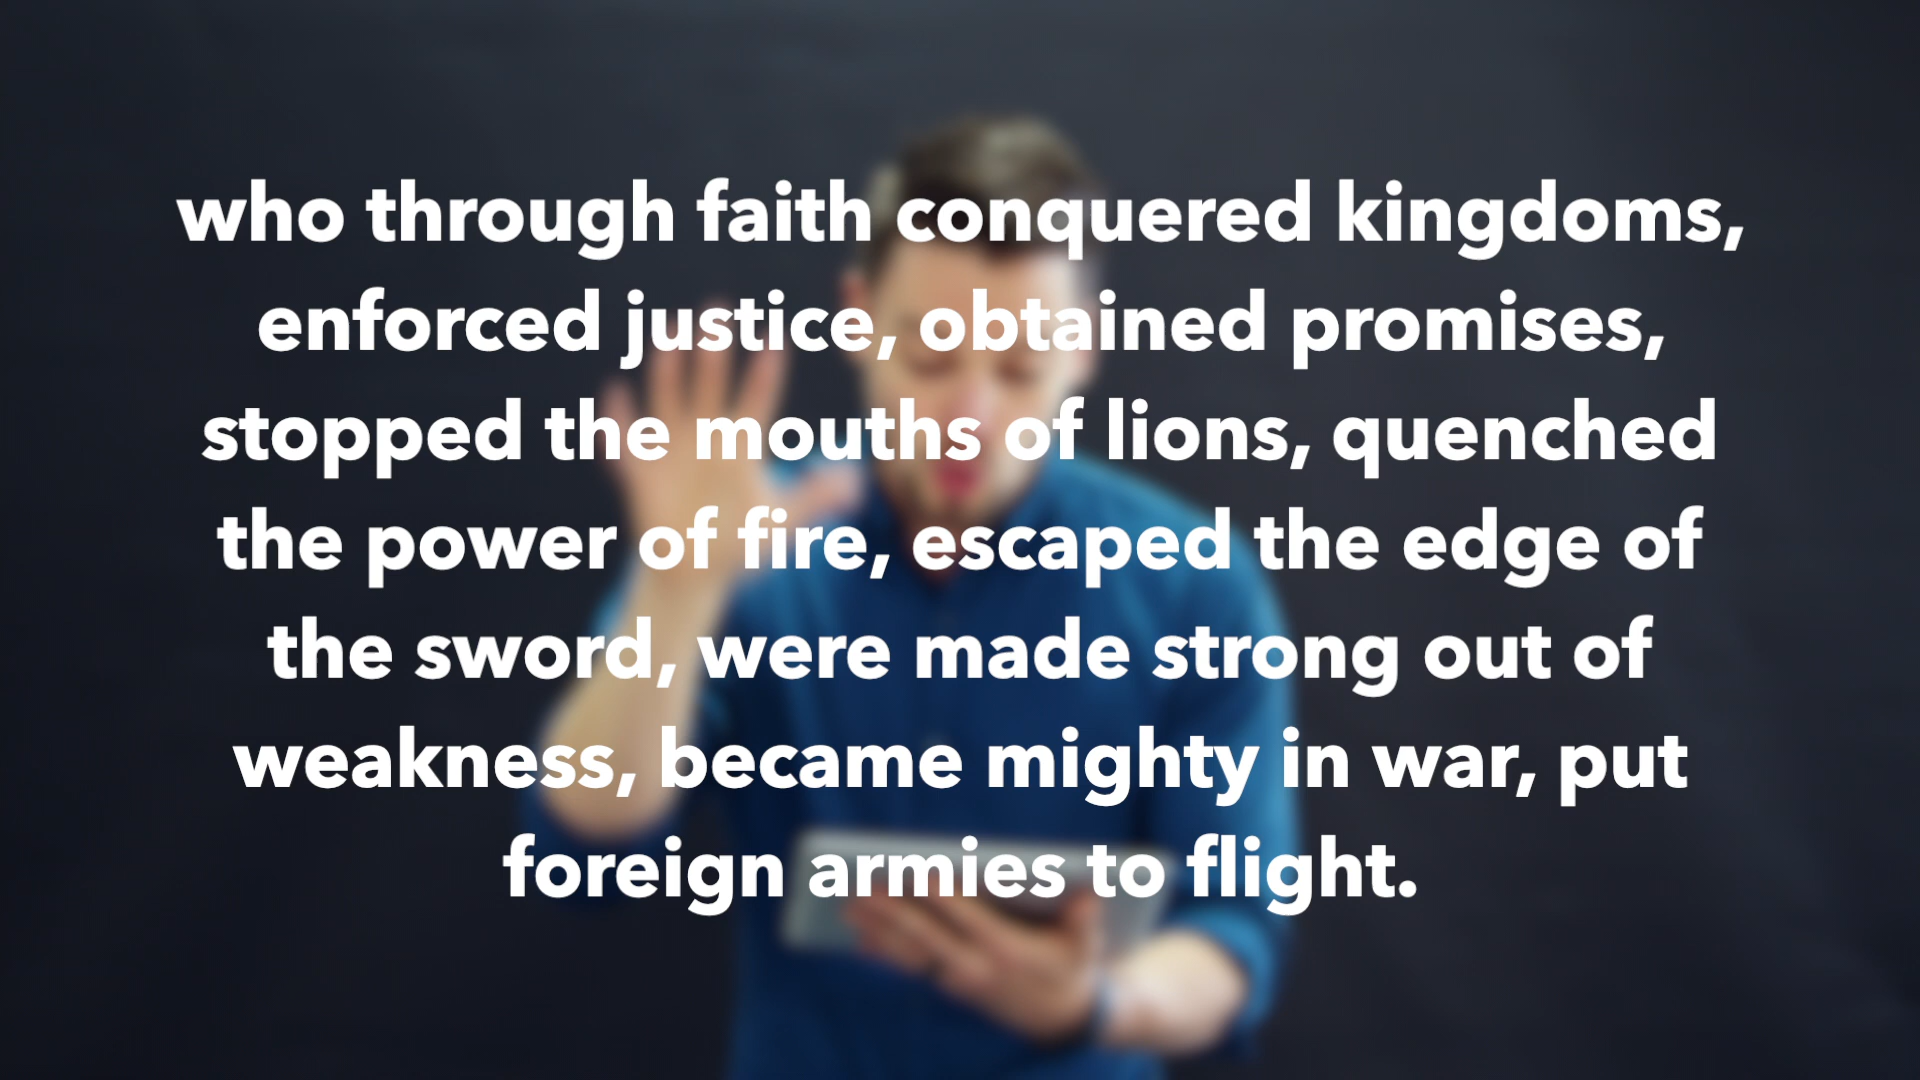 who through faith conquered kingdoms,
enforced justice, obtained promises,
stopped the mouths of lions, quenched
the power of fire, escaped the edge of
the sword, were made strong out of
weakness, became mighty in war, put
foreign armies to flight.